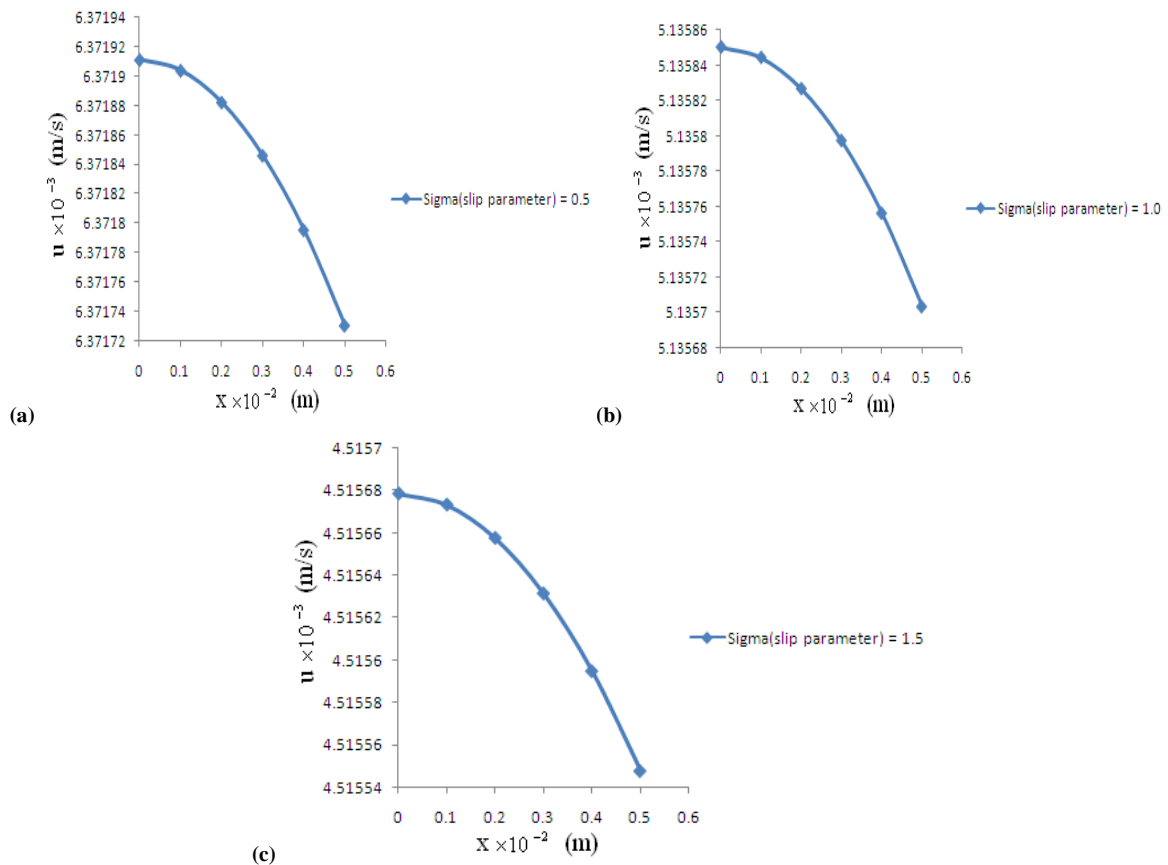 6.37194
6.37192
6.3719
6.37188
6.37186
6.37184
6.37182
6.3718
6.37178
6.37176
6.37174
6.37172
u ×10⁻³ (m/s)
0 0.1 0.2 0.3 0.4 0.5 0.6
x ×10⁻² (m)
Sigma(slip parameter) = 0.5
(a)
5.13586
5.13584
5.13582
5.1358
5.13578
5.13576
5.13574
5.13572
5.1357
5.13568
u ×10⁻³ (m/s)
0 0.1 0.2 0.3 0.4 0.5 0.6
x ×10⁻² (m)
Sigma(slip parameter) = 1.0
(b)
4.5157
4.51568
4.51566
4.51564
4.51562
4.5156
4.51558
4.51556
4.51554
u ×10⁻³ (m/s)
0 0.1 0.2 0.3 0.4 0.5 0.6
x ×10⁻² (m)
Sigma(slip parameter) = 1.5
(c)